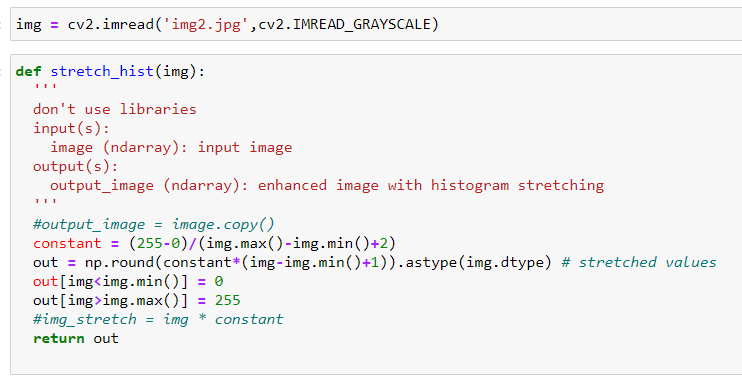 img = cv2.imread('img2.jpg',cv2.IMREAD_GRAYSCALE)
def stretch_hist(img):
'''
don't use libraries
input(s):
image (ndarray): input image
output(s):
output_image (ndarray): enhanced image with histogram stretching
'''
#output_image = image.copy()
constant = (255-0)/(img.max()-img.min()+2)
out = np.round(constant*(img-img.min()+1)).astype(img.dtype) # stretched values
out[img<img.min()] = 0
out[img>img.max()] = 255
#img_stretch = img * constant
return out